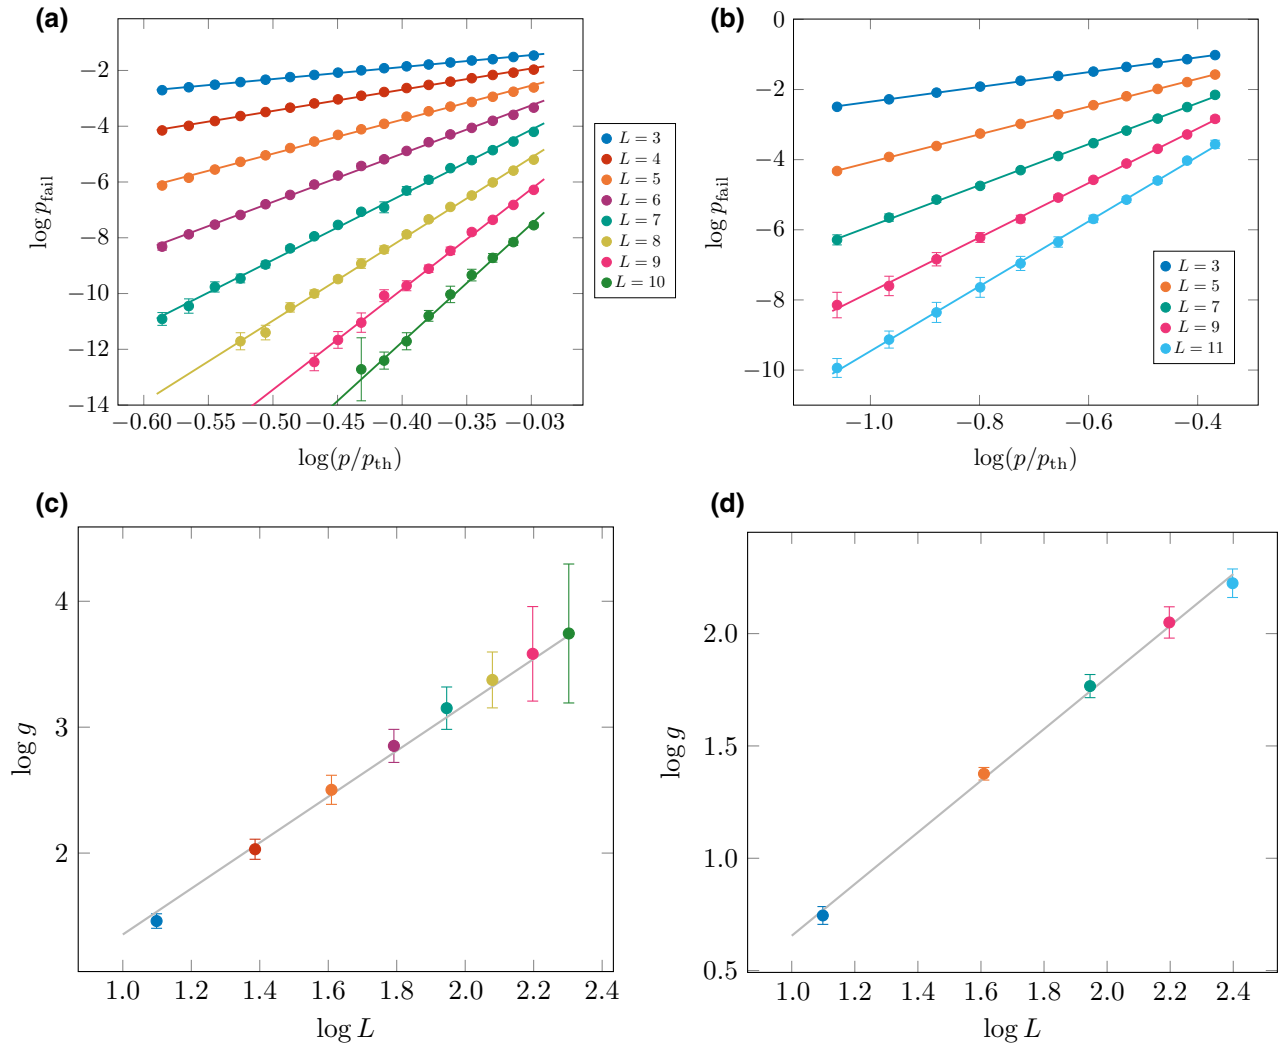 (a)
−2
−4
−6
−8
−10
−12
−14
−0.60 −0.55 −0.50 −0.45 −0.40 −0.35 −0.03
log p_fail
log(p/p_th)
L = 3
L = 4
L = 5
L = 6
L = 7
L = 8
L = 9
L = 10
(b)
0
−2
−4
−6
−8
−10
−1.0 −0.8 −0.6 −0.4
log p_fail
log(p/p_th)
L = 3
L = 5
L = 7
L = 9
L = 11
(c)
4
3
2
1.0 1.2 1.4 1.6 1.8 2.0 2.2 2.4
log g
log L
(d)
2.0
1.5
1.0
0.5
1.0 1.2 1.4 1.6 1.8 2.0 2.2 2.4
log g
log L